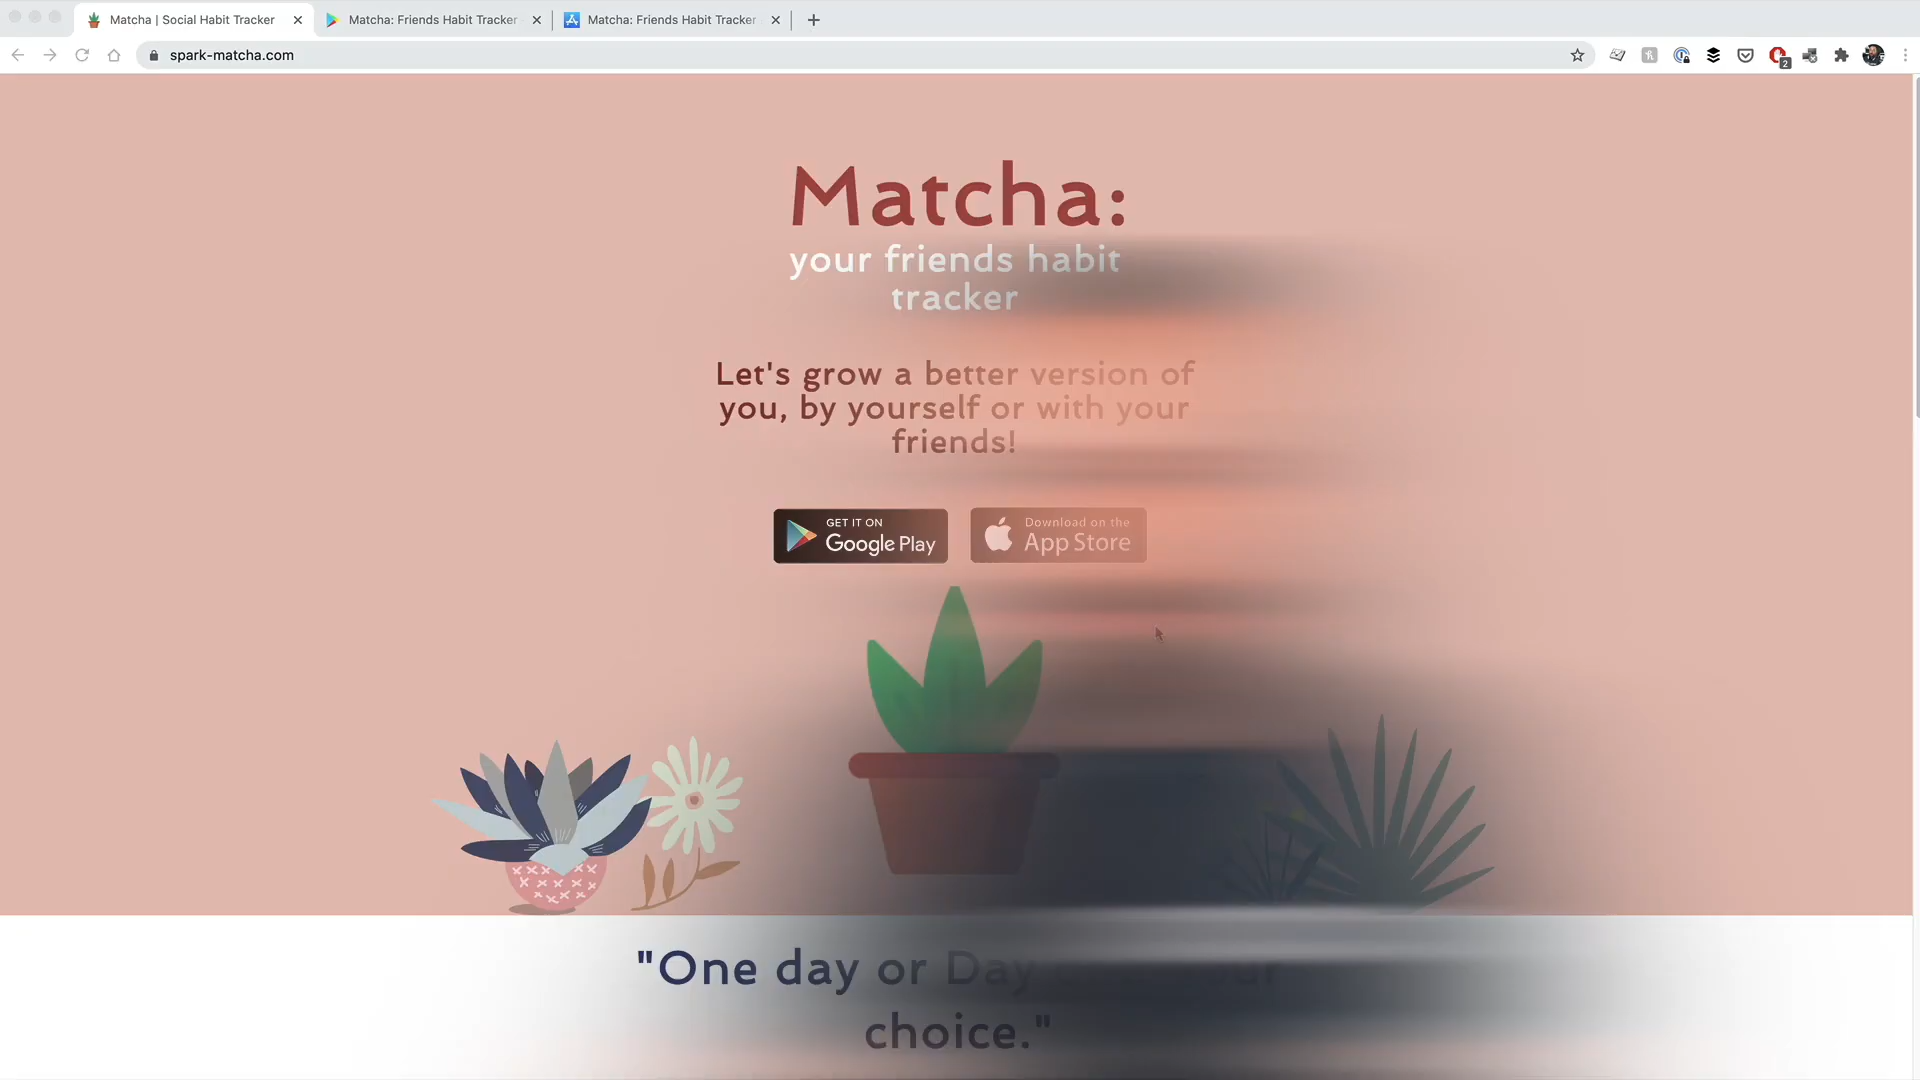 Matcha | Social Habit Tracker
Matcha: Friends Habit Tracker
Matcha: Friends Habit Tracker
spark-matcha.com
2
Matcha:
your friends habit
tracker
Let's grow a better version of
you, by yourself or with your
friends!
GET IT ON
Google Play
Download on the
App Store
"One day or Day
choice."